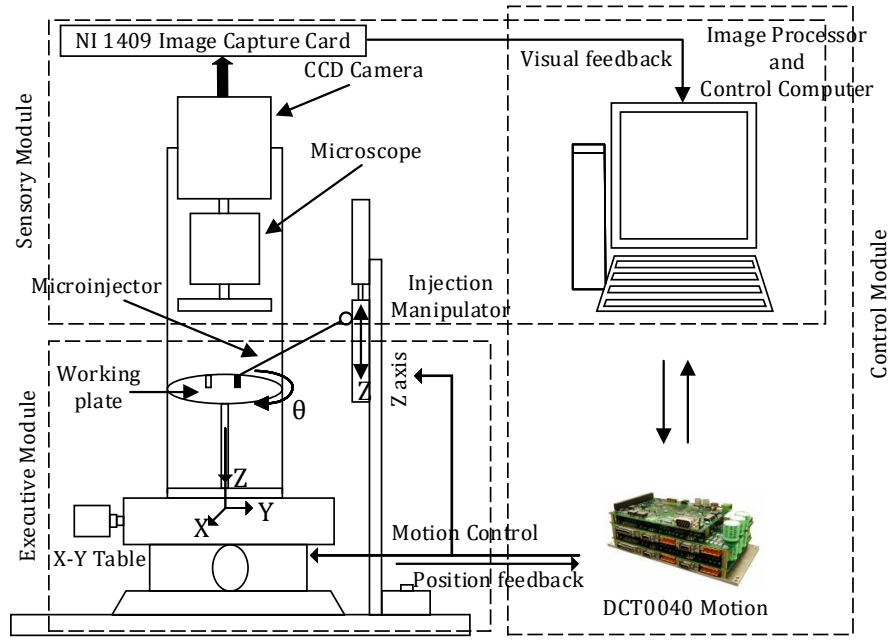 NI 1409 Image Capture Card
CCD Camera
Visual feedback
Image Processor
and
Control Computer
Sensory Module
Microscope
Microinjector
Injection
Manipulator
Control Module
Working
plate
θ
Z
Z axis
Executive Module
Z
X
Y
X-Y Table
Motion Control
Position feedback
DCT0040 Motion